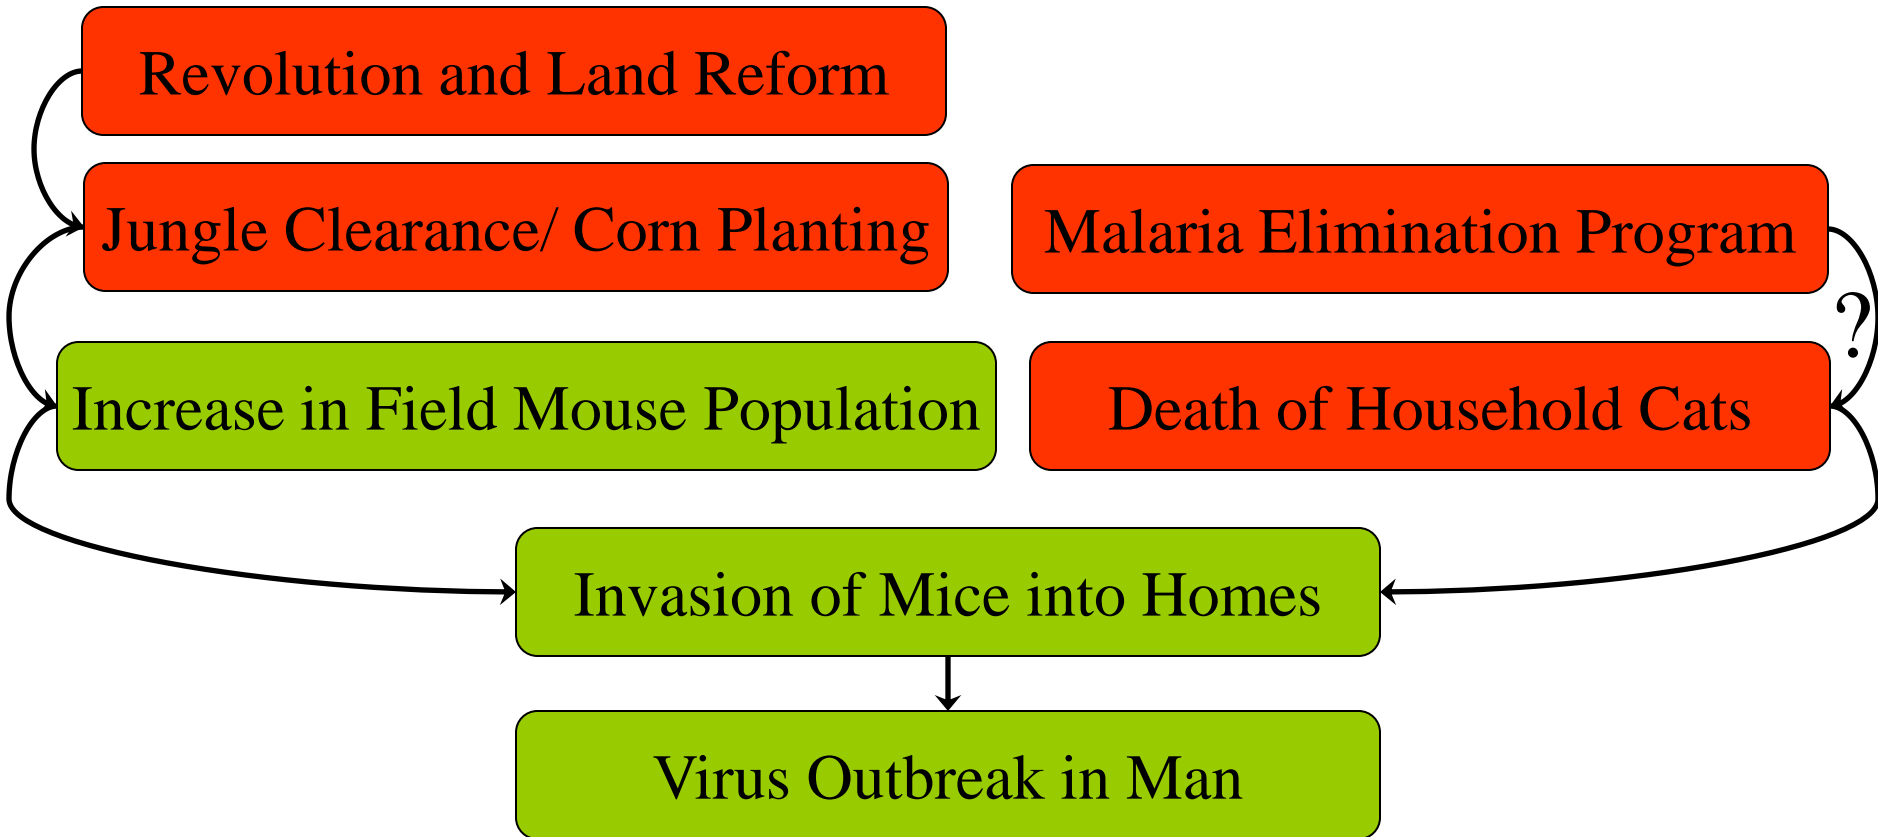 Revolution and Land Reform
Jungle Clearance/ Corn Planting
Malaria Elimination Program
?
Increase in Field Mouse Population
Death of Household Cats
Invasion of Mice into Homes
Virus Outbreak in Man